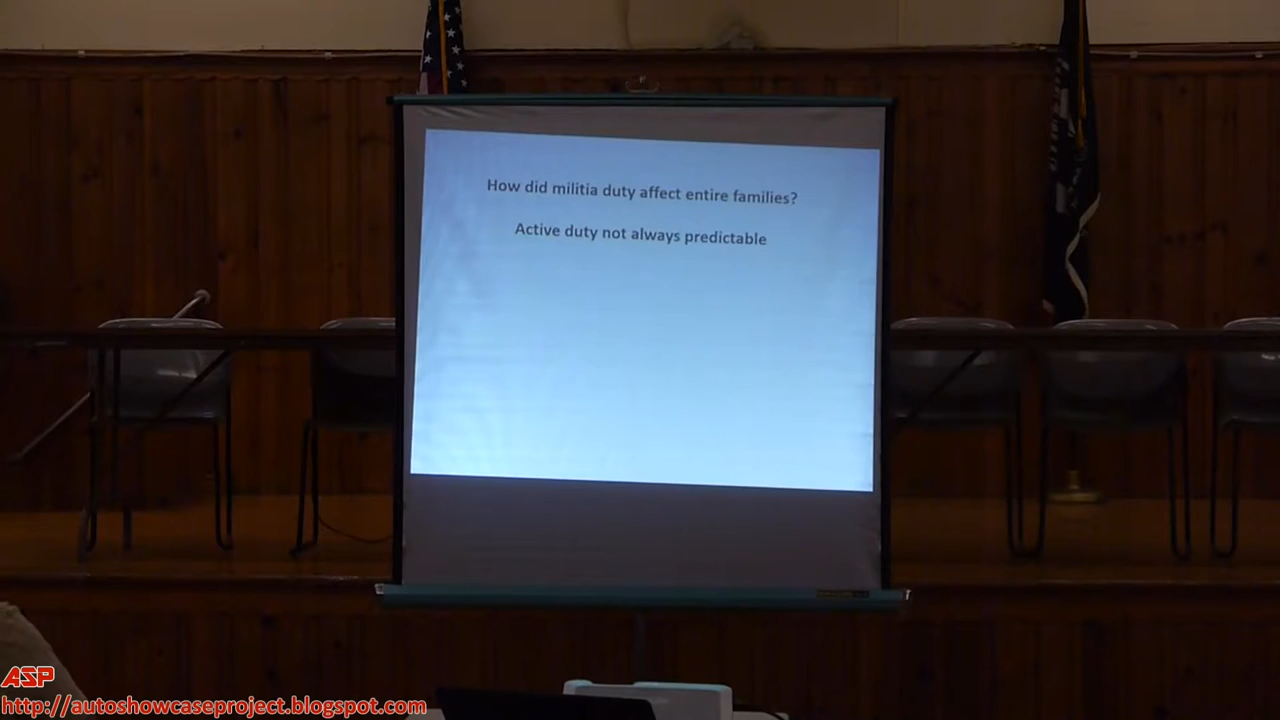 How did militia duty affect entire families?
Active duty not always predictable
ASP
http://autoshowcaseproject.blogspot.com